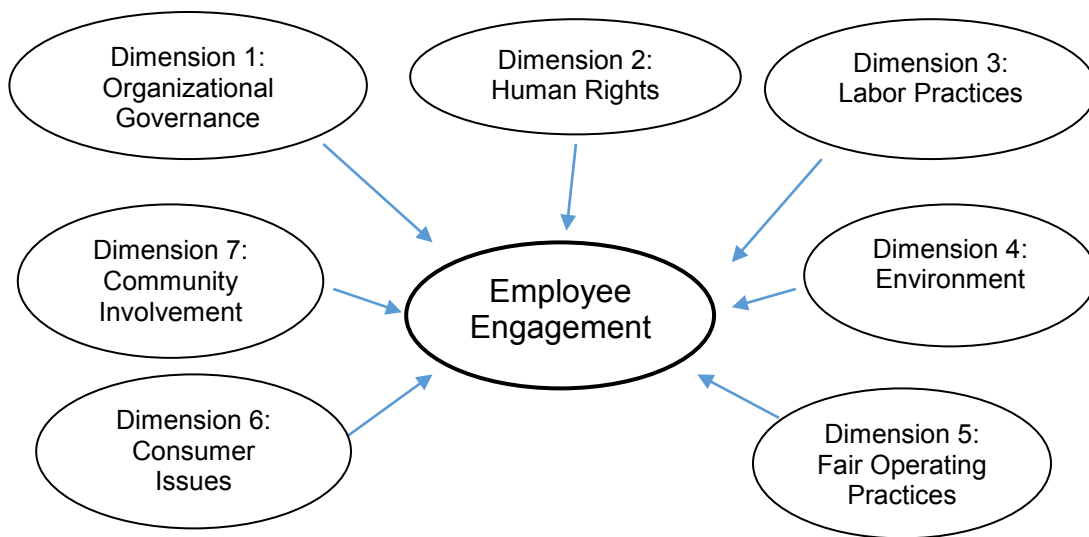 Dimension 1:
Organizational
Governance
Dimension 2:
Human Rights
Dimension 3:
Labor Practices
Dimension 7:
Community
Involvement
Employee
Engagement
Dimension 4:
Environment
Dimension 6:
Consumer
Issues
Dimension 5:
Fair Operating
Practices